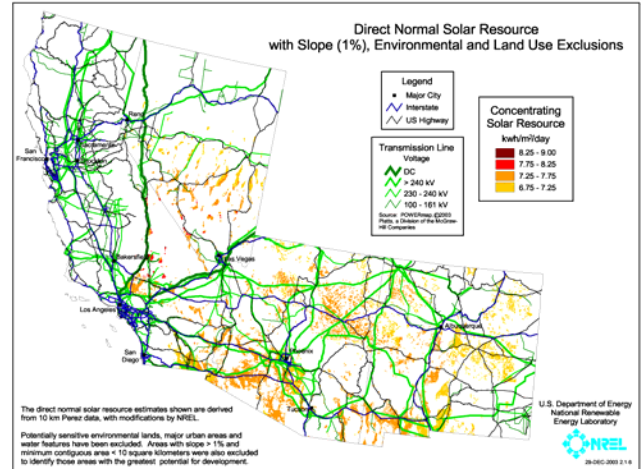 Direct Normal Solar Resource
with Slope (1%), Environmental and Land Use Exclusions
Legend
Major City
Interstate
US Highway
Transmission Line
Voltage
DC
> 240 kV
230 - 240 kV
100 - 161 kV
Source: POWERmap, ©2003
Platts, a Division of the McGraw-
Hill Companies
Concentrating
Solar Resource
kwh/m²/day
8.25 - 9.00
7.75 - 8.25
7.25 - 7.75
6.75 - 7.25
Reno
Sacramento
San
Francisco
Stockton
Las Vegas
Bakersfield
Los Angeles
San
Diego
Phoenix
Tucson
Albuquerque
The direct normal solar resource estimates shown are derived
from 10 km Perez data, with modifications by NREL.
Potentially sensitive environmental lands, major urban areas and
water features have been excluded. Areas with slope > 1% and
minimum contiguous area < 10 square kilometers were also excluded
to identify those areas with the greatest potential for development.
U.S. Department of Energy
National Renewable
Energy Laboratory
NREL
29-DEC-2003 2.1.6